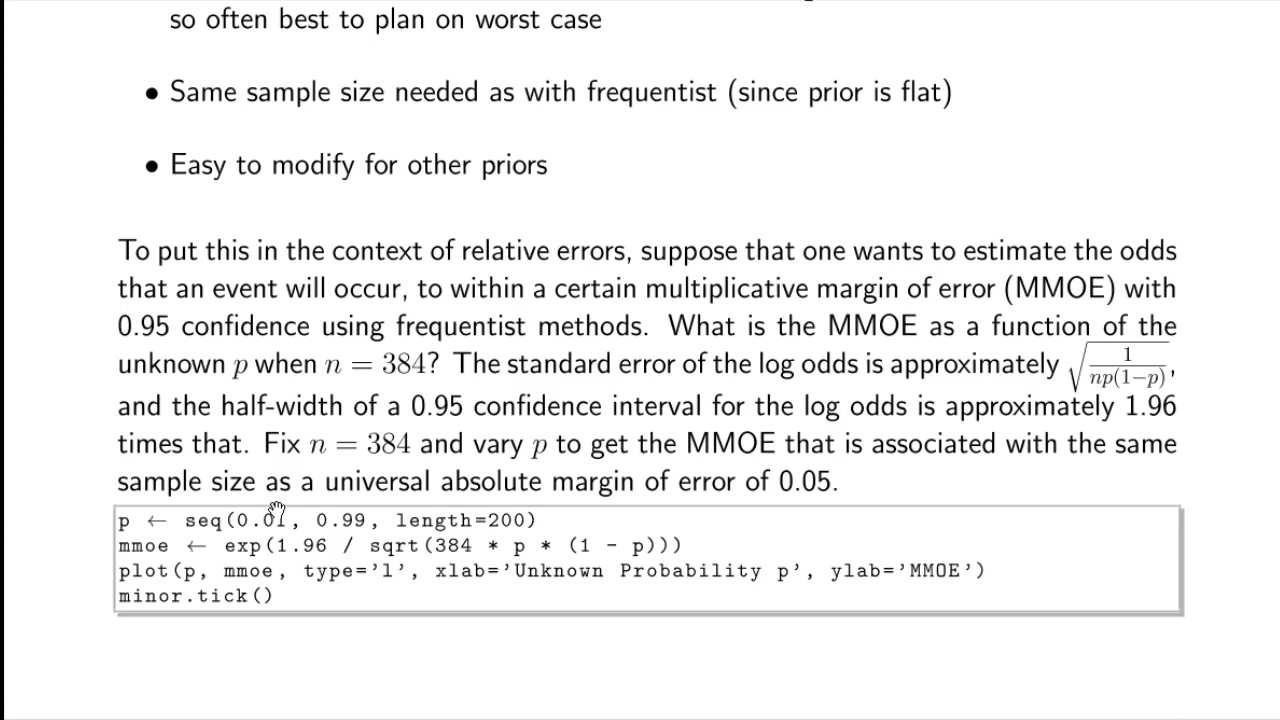 so often best to plan on worst case
• Same sample size needed as with frequentist (since prior is flat)
• Easy to modify for other priors
To put this in the context of relative errors, suppose that one wants to estimate the odds
that an event will occur, to within a certain multiplicative margin of error (MMOE) with
0.95 confidence using frequentist methods. What is the MMOE as a function of the
unknown p when n = 384? The standard error of the log odds is approximately √(1/(np(1−p))),
and the half-width of a 0.95 confidence interval for the log odds is approximately 1.96
times that. Fix n = 384 and vary p to get the MMOE that is associated with the same
sample size as a universal absolute margin of error of 0.05.
p ← seq(0.01, 0.99, length=200)
mmoe ← exp(1.96 / sqrt(384 * p * (1 - p)))
plot(p, mmoe, type='l', xlab='Unknown Probability p', ylab='MMOE')
minor.tick()